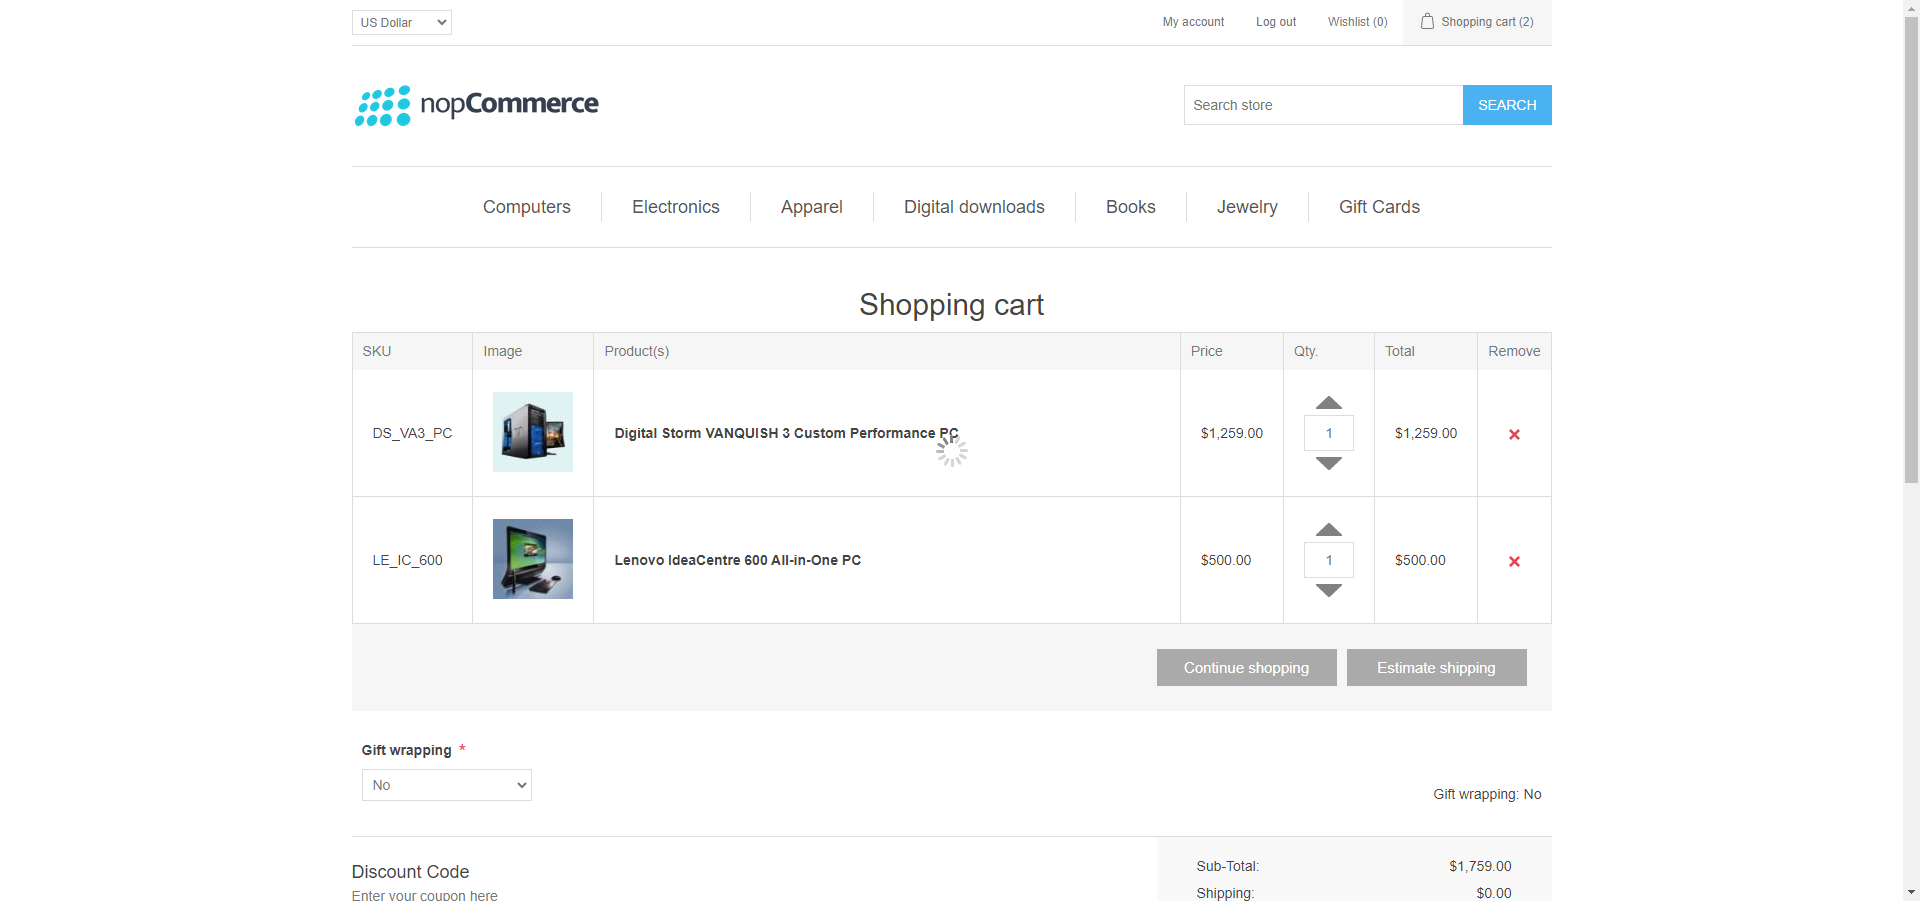 US Dollar
My account
Log out
Wishlist (0)
Shopping cart (2)
nopCommerce
Search store
SEARCH
Computers
Electronics
Apparel
Digital downloads
Books
Jewelry
Gift Cards
Shopping cart
SKU Image Product(s) Price Qty. Total Remove
DS_VA3_PC Digital Storm VANQUISH 3 Custom Performance PC $1,259.00 1 $1,259.00
LE_IC_600 Lenovo IdeaCentre 600 All-in-One PC $500.00 1 $500.00
Continue shopping
Estimate shipping
Gift wrapping *
No
Gift wrapping: No
Discount Code
Enter your coupon here
Sub-Total: $1,759.00
Shipping: $0.00